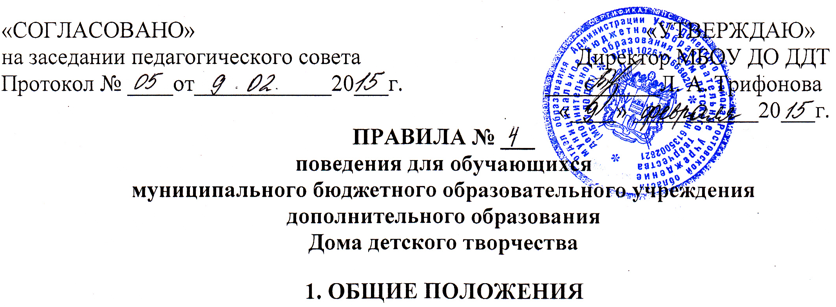 «СОГЛАСОВАНО» «УТВЕРЖДАЮ»
на заседании педагогического совета Директор МБОУ ДО ДДТ
Протокол № 05 от 9.02. 2015 г. Л. А. Трифонова
« 9 » февраля 2015 г.
ПРАВИЛА № 4
поведения для обучающихся
муниципального бюджетного образовательного учреждения
дополнительного образования
Дома детского творчества
1. ОБЩИЕ ПОЛОЖЕНИЯ